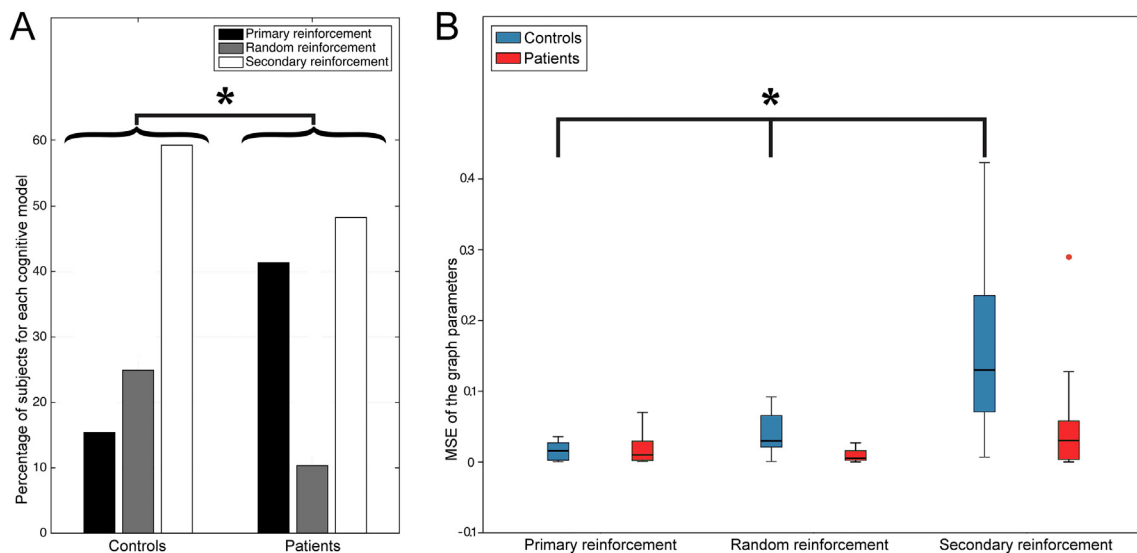 A
Primary reinforcement
Random reinforcement
Secondary reinforcement
*
Percentage of subjects for each cognitive model
60
50
40
30
20
10
0
Controls Patients
B
Controls
Patients
*
MSE of the graph parameters
0.4
0.3
0.2
0.1
0
-0.1
Primary reinforcement Random reinforcement Secondary reinforcement